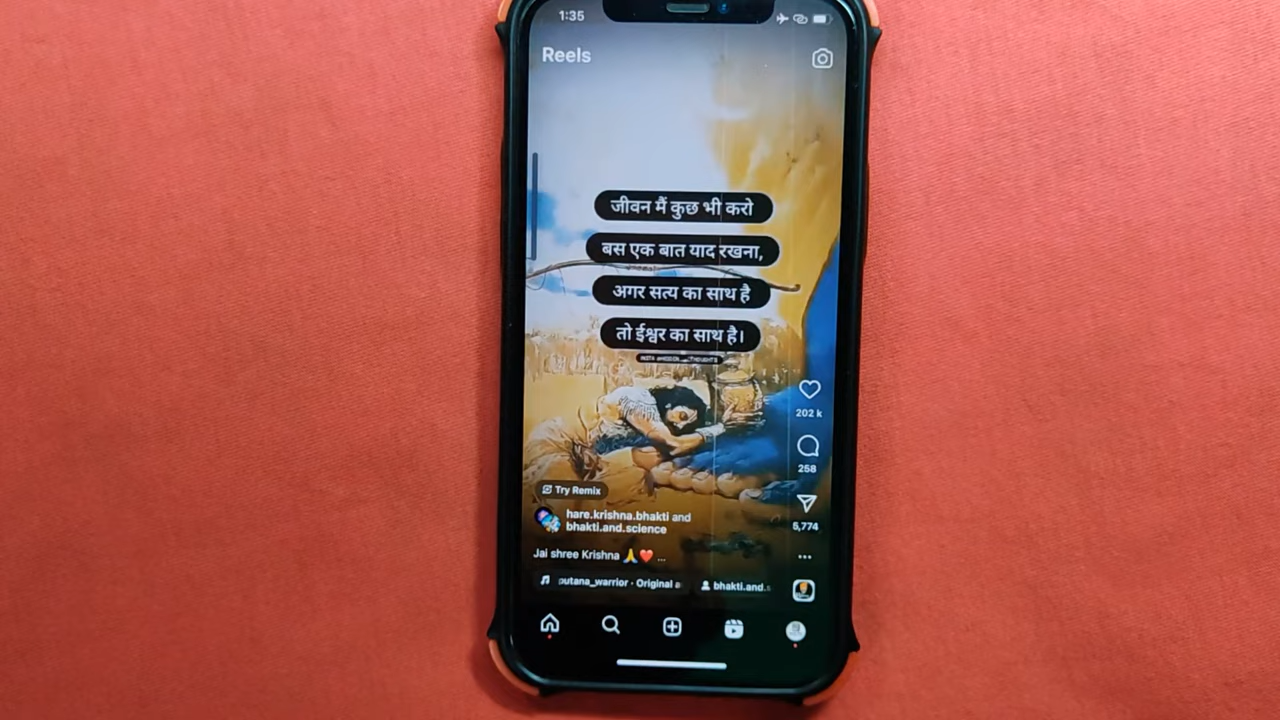 1:35
Reels
जीवन मैं कुछ भी करो
बस एक बात याद रखना,
अगर सत्य का साथ है
तो ईश्वर का साथ है।
202 k
258
5,774
Try Remix
hare.krishna.bhakti and
bhakti.and.science
Jai shree Krishna 🙏❤️ ...
putana_warrior · Original a
bhakti.and.s